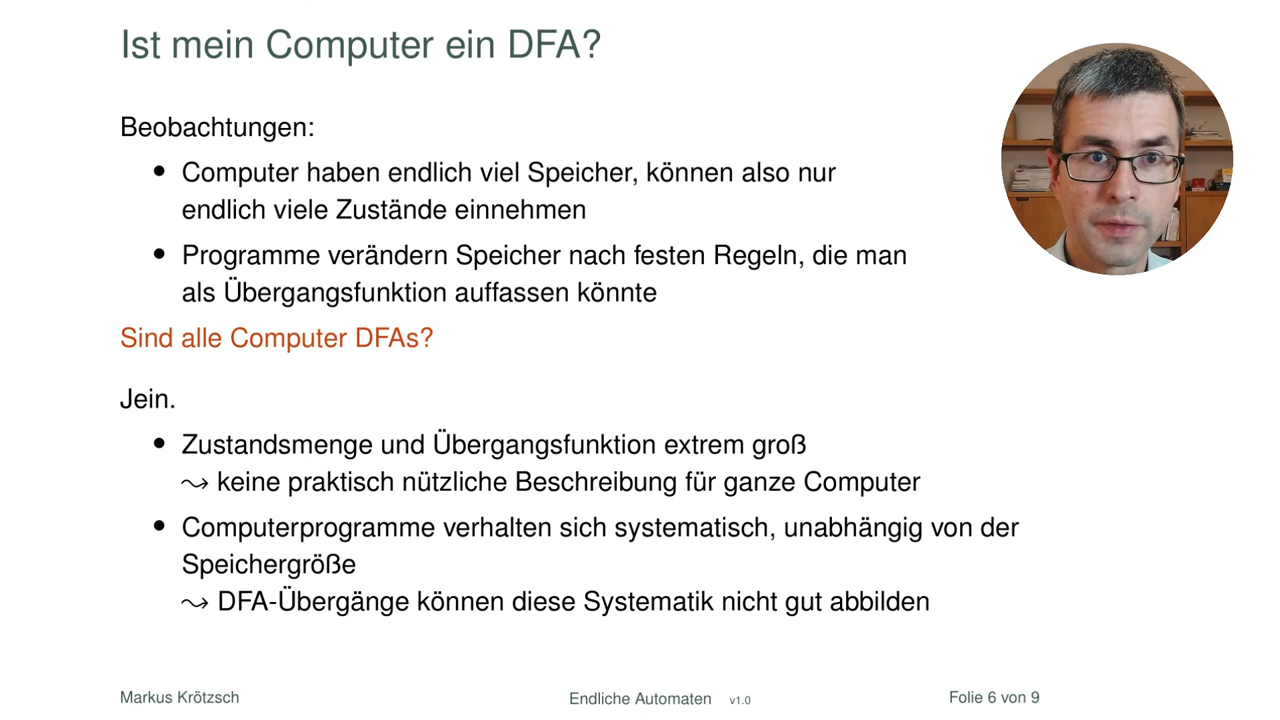 Ist mein Computer ein DFA?
Beobachtungen:
• Computer haben endlich viel Speicher, können also nur
endlich viele Zustände einnehmen
• Programme verändern Speicher nach festen Regeln, die man
als Übergangsfunktion auffassen könnte
Sind alle Computer DFAs?
Jein.
• Zustandsmenge und Übergangsfunktion extrem groß
⤳ keine praktisch nützliche Beschreibung für ganze Computer
• Computerprogramme verhalten sich systematisch, unabhängig von der
Speichergröße
⤳ DFA-Übergänge können diese Systematik nicht gut abbilden
Markus Krötzsch Endliche Automaten v1.0 Folie 6 von 9